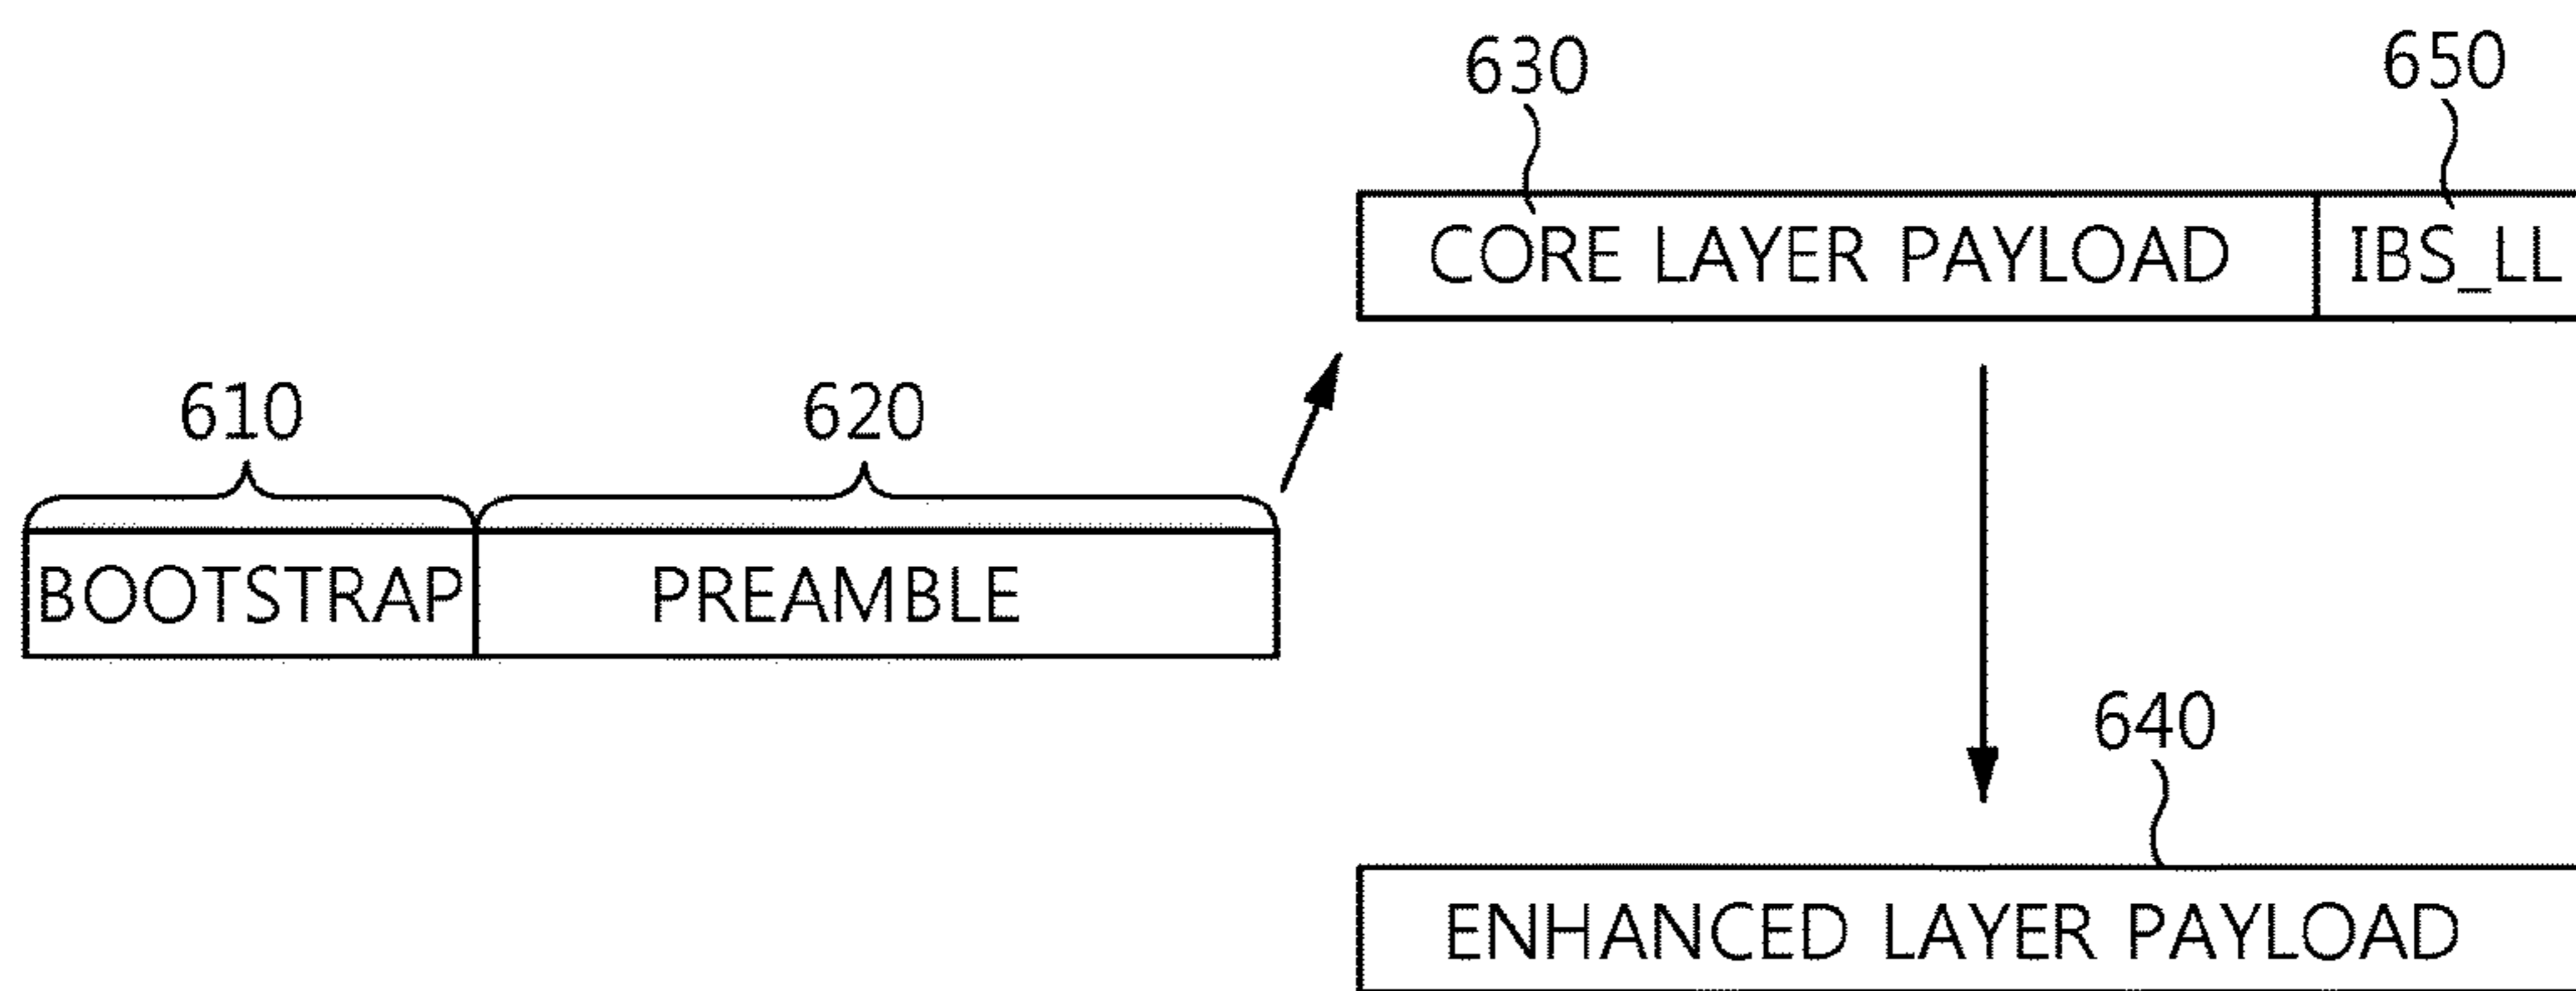 630
650
CORE LAYER PAYLOAD
IBS_LL
610
620
BOOTSTRAP
PREAMBLE
640
ENHANCED LAYER PAYLOAD